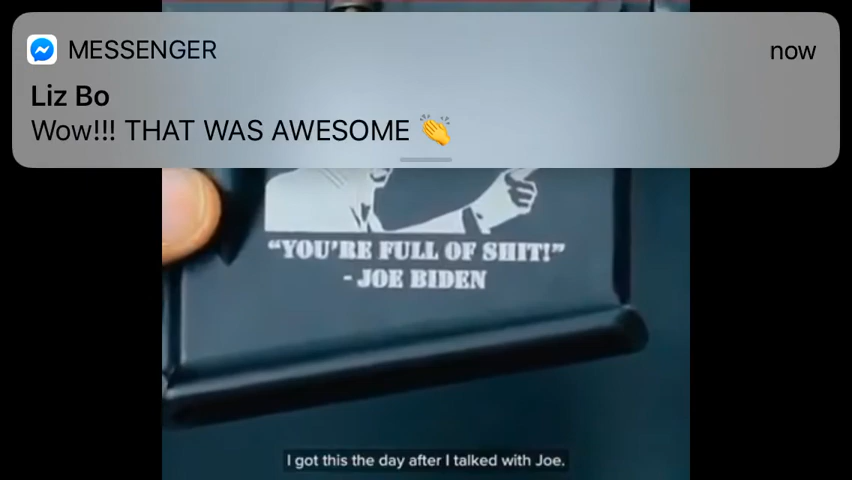 MESSENGER
now
Liz Bo
Wow!!! THAT WAS AWESOME 👏
“YOU’RE FULL OF SHIT!”
- JOE BIDEN
I got this the day after I talked with Joe.